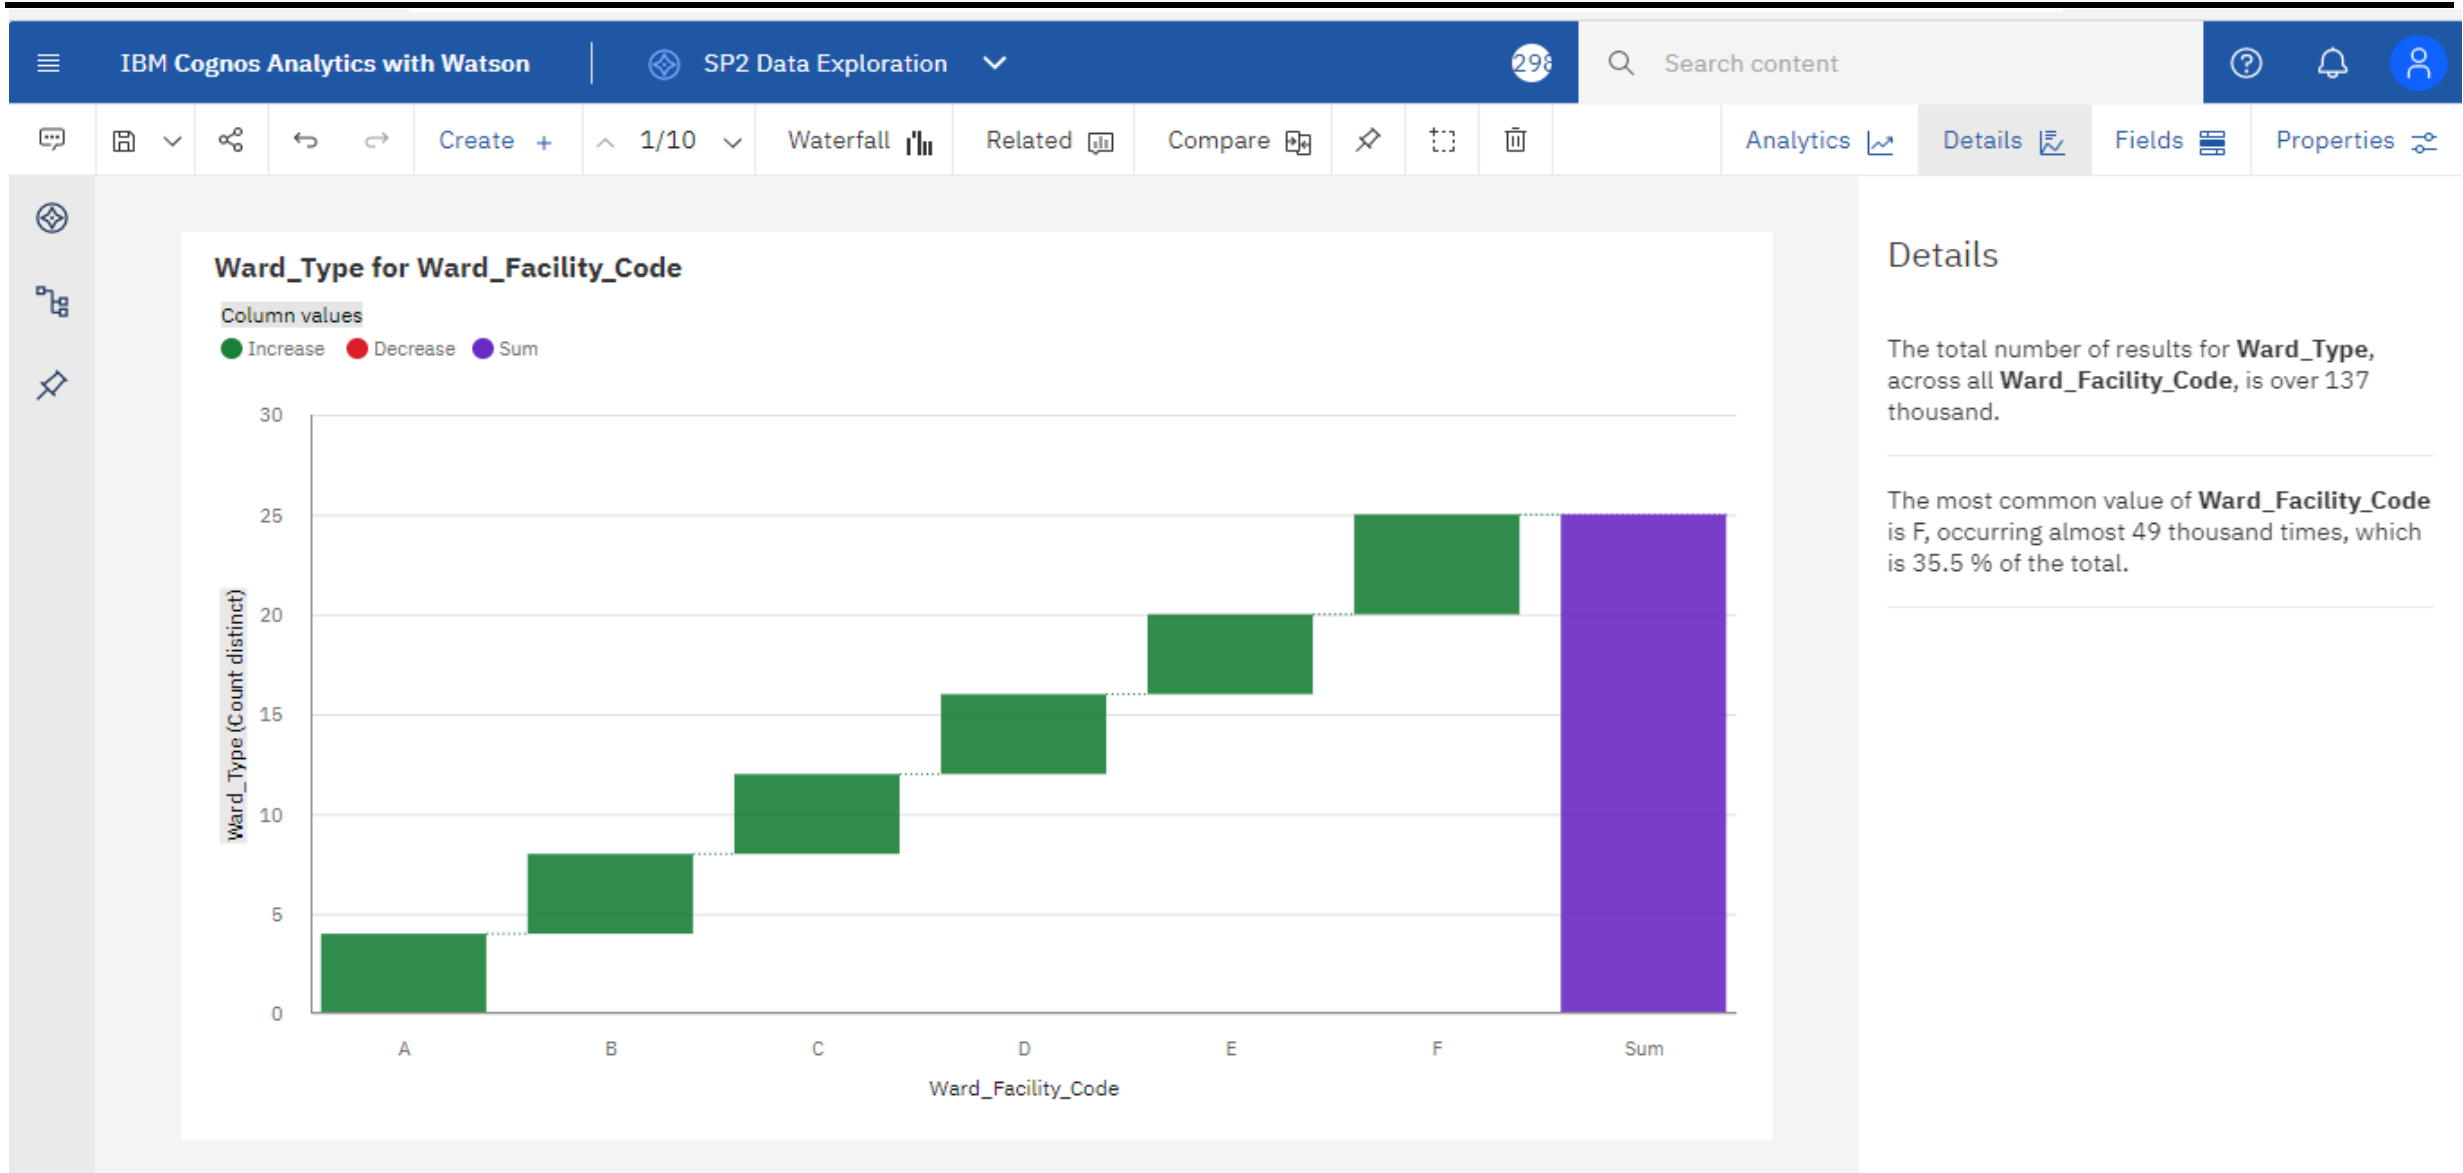 IBM Cognos Analytics with Watson
SP2 Data Exploration
298
Search content
Create +
1/10
Waterfall
Related
Compare
Analytics
Details
Fields
Properties
Ward_Type for Ward_Facility_Code
Column values
Increase
Decrease
Sum
30
25
20
15
10
5
0
Ward_Type (Count distinct)
A
B
C
D
E
F
Sum
Ward_Facility_Code
Details
The total number of results for Ward_Type,
across all Ward_Facility_Code, is over 137
thousand.
The most common value of Ward_Facility_Code
is F, occurring almost 49 thousand times, which
is 35.5 % of the total.